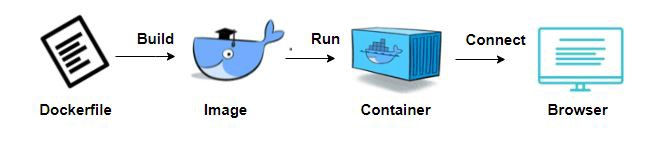 Build
Run
Connect
Dockerfile
Image
Container
Browser